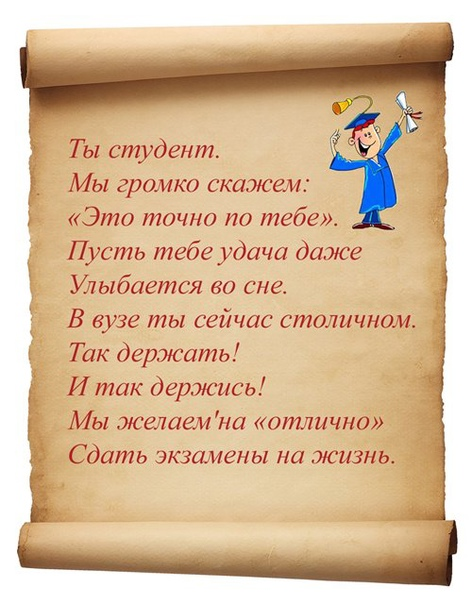 Ты студент.
Мы громко скажем:
«Это точно по тебе».
Пусть тебе удача даже
Улыбается во сне.
В вузе ты сейчас столичном.
Так держать!
И так держись!
Мы желаем'на «отлично»
Сдать экзамены на жизнь.